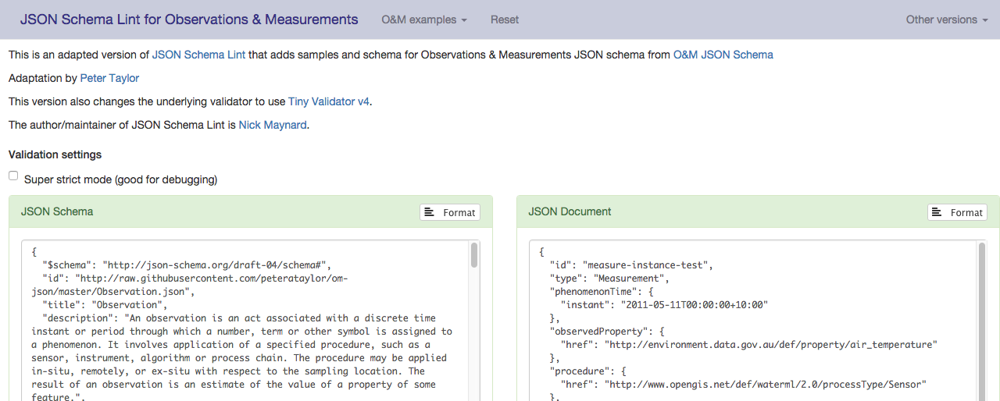 JSON Schema Lint for Observations & Measurements O&M examples Reset Other versions
This is an adapted version of JSON Schema Lint that adds samples and schema for Observations & Measurements JSON schema from O&M JSON Schema
Adaptation by Peter Taylor
This version also changes the underlying validator to use Tiny Validator v4.
The author/maintainer of JSON Schema Lint is Nick Maynard.
Validation settings
Super strict mode (good for debugging)
JSON Schema Format
{
"$schema": "http://json-schema.org/draft-04/schema#",
"id": "http://raw.githubusercontent.com/peterataylor/om-
json/master/Observation.json",
"title": "Observation",
"description": "An observation is an act associated with a discrete time
instant or period through which a number, term or other symbol is assigned to
a phenomenon. It involves application of a specified procedure, such as a
sensor, instrument, algorithm or process chain. The procedure may be applied
in-situ, remotely, or ex-situ with respect to the sampling location. The
result of an observation is an estimate of the value of a property of some
feature.",
JSON Document Format
{
"id": "measure-instance-test",
"type": "Measurement",
"phenomenonTime": {
"instant": "2011-05-11T00:00:00+10:00"
},
"observedProperty": {
"href": "http://environment.data.gov.au/def/property/air_temperature"
},
"procedure": {
"href": "http://www.opengis.net/def/waterml/2.0/processType/Sensor"
},